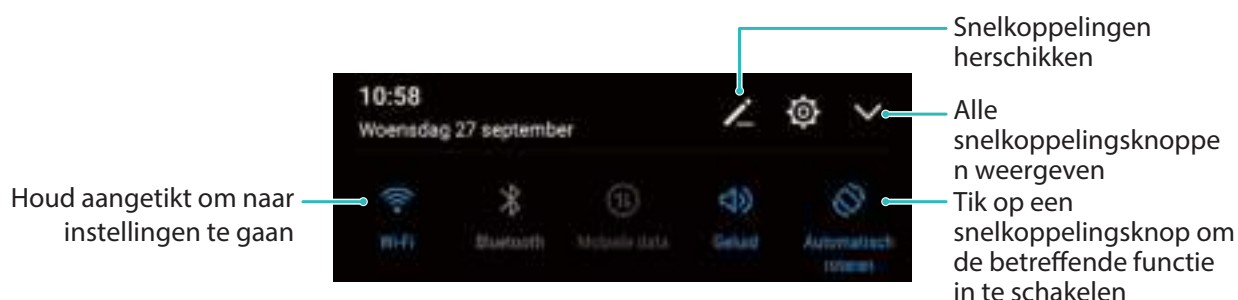 Snelkoppelingen
herschikken
10:58
Woensdag 27 september
Alle
snelkoppelingsknoppe
n weergeven
Houd aangetikt om naar
instellingen te gaan
Wi-Fi
Bluetooth
Mobiele data
Geluid
Automatisch
roteren
Tik op een
snelkoppelingsknop om
de betreffende functie
in te schakelen